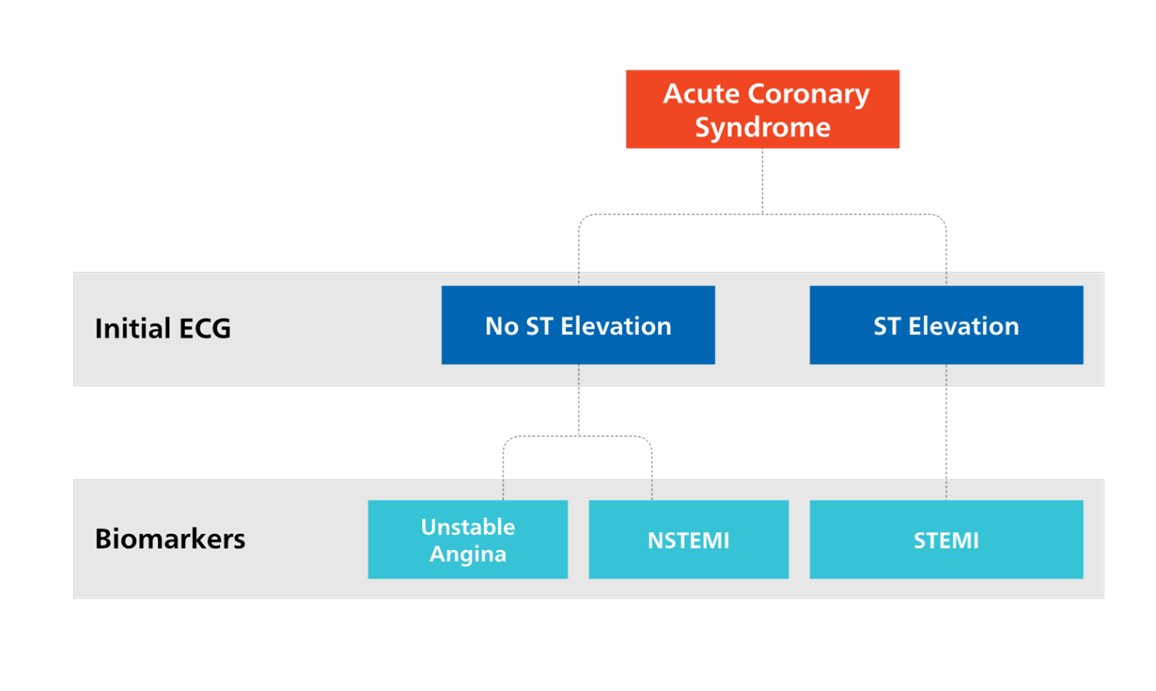 Acute Coronary
Syndrome
Initial ECG
No ST Elevation
ST Elevation
Biomarkers
Unstable
Angina
NSTEMI
STEMI